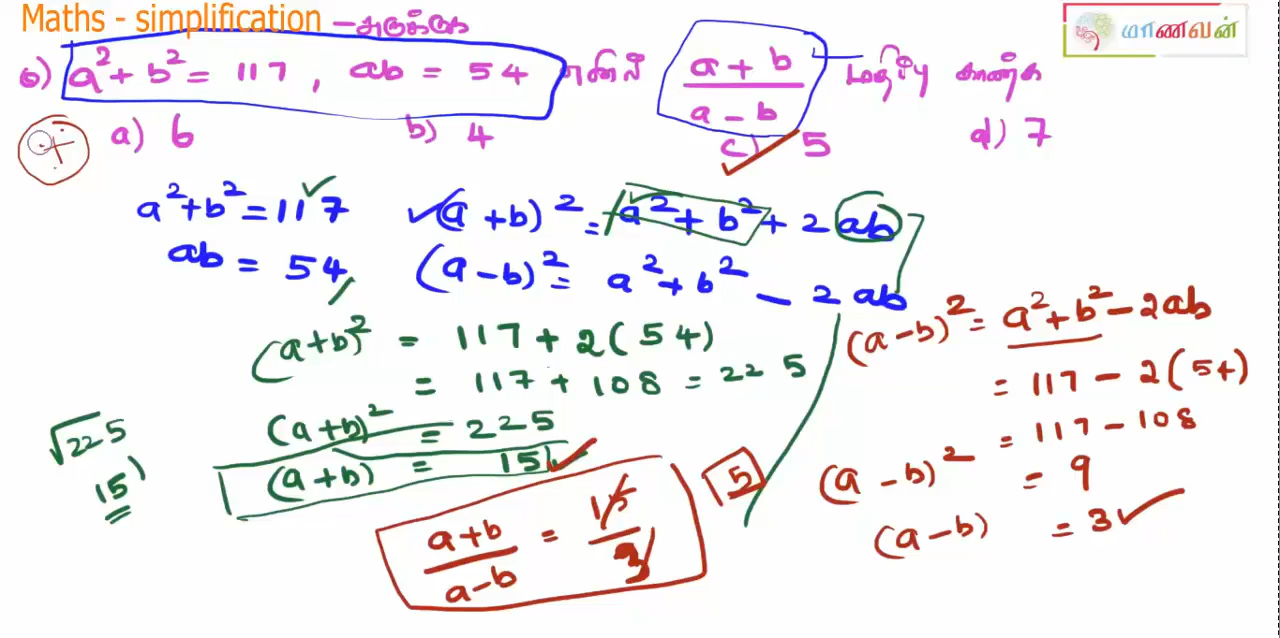 Maths - simplification - சுருக்குக
மாணவன்
6) a² + b² = 117, ab = 54 எனில் a + b / a - b மதிப்பு காண்க
a) 6 b) 4 c) 5 d) 7
a² + b² = 117 (a + b)² = a² + b² + 2ab
ab = 54 (a - b)² = a² + b² - 2ab
(a + b)² = 117 + 2(54)
= 117 + 108 = 225
(a + b)² = 225
(a + b) = 15
√225
15
a + b / a - b = 15 / 3
5
(a - b)² = a² + b² - 2ab
= 117 - 2(54)
= 117 - 108
(a - b)² = 9
(a - b) = 3